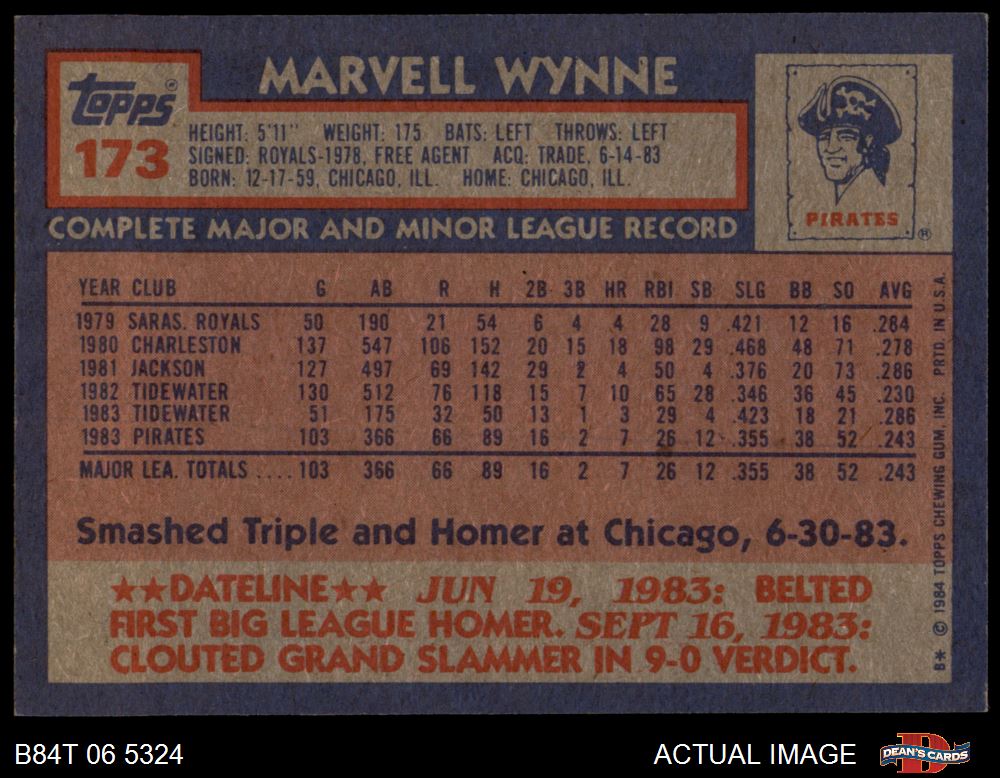 MARVELL WYNNE
Topps®
173
HEIGHT: 5'11" WEIGHT: 175 BATS: LEFT THROWS: LEFT
SIGNED: ROYALS-1978, FREE AGENT ACQ: TRADE, 6-14-83
BORN: 12-17-59, CHICAGO, ILL. HOME: CHICAGO, ILL.
PIRATES
®
COMPLETE MAJOR AND MINOR LEAGUE RECORD
YEAR CLUB G AB R H 2B 3B HR RBI SB SLG BB SO AVG
1979 SARAS. ROYALS 50 190 21 54 6 4 4 28 9 .421 12 16 .284
1980 CHARLESTON 137 547 106 152 20 15 18 98 29 .468 48 71 .278
1981 JACKSON 127 497 69 142 29 2 4 50 4 .376 20 73 .286
1982 TIDEWATER 130 512 76 118 15 7 10 65 28 .346 36 45 .230
1983 TIDEWATER 51 175 32 50 13 1 3 29 4 .423 18 21 .286
1983 PIRATES 103 366 66 89 16 2 7 26 12 .355 38 52 .243
MAJOR LEA. TOTALS .... 103 366 66 89 16 2 7 26 12 .355 38 52 .243
Smashed Triple and Homer at Chicago, 6-30-83.
★★DATELINE★★ JUN 19, 1983: BELTED
FIRST BIG LEAGUE HOMER. SEPT 16, 1983:
CLOUTED GRAND SLAMMER IN 9-0 VERDICT.
B* © 1984 TOPPS CHEWING GUM, INC. PRTD. IN U.S.A.
B84T 06 5324
ACTUAL IMAGE
D
DEAN'S CARDS